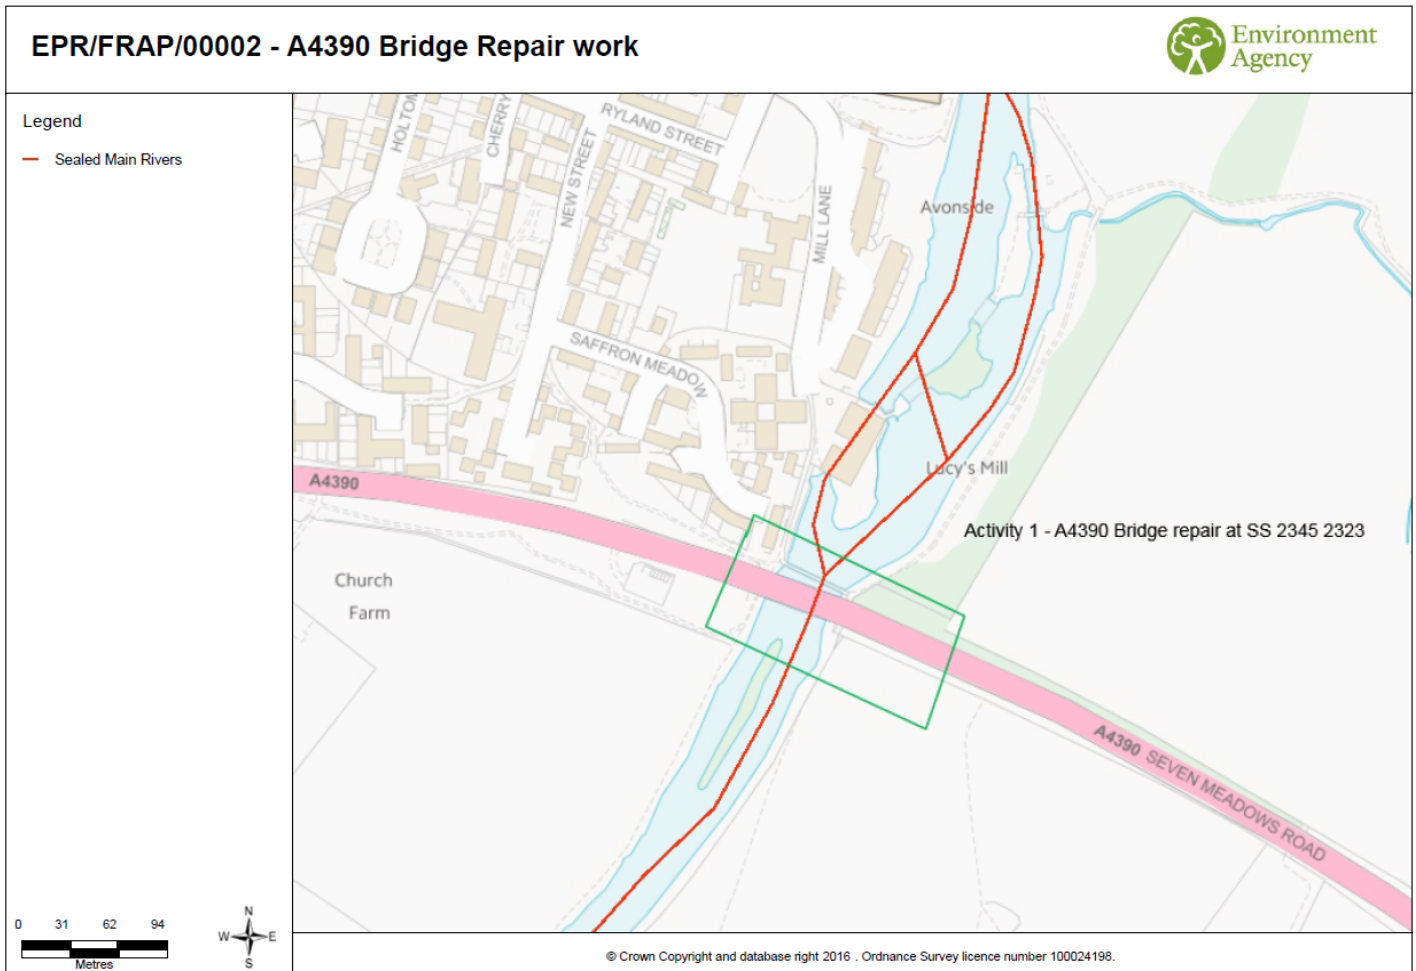 EPR/FRAP/00002 - A4390 Bridge Repair work
Environment
Agency
Legend
Sealed Main Rivers
HOLTOM
CHERRY
NEW STREET
RYLAND STREET
MILL LANE
Avonside
SAFFRON MEADOW
Lucy's Mill
A4390
Activity 1 - A4390 Bridge repair at SS 2345 2323
Church
Farm
A4390 SEVEN MEADOWS ROAD
0 31 62 94
Metres
N
W E
S
© Crown Copyright and database right 2016 . Ordnance Survey licence number 100024198.